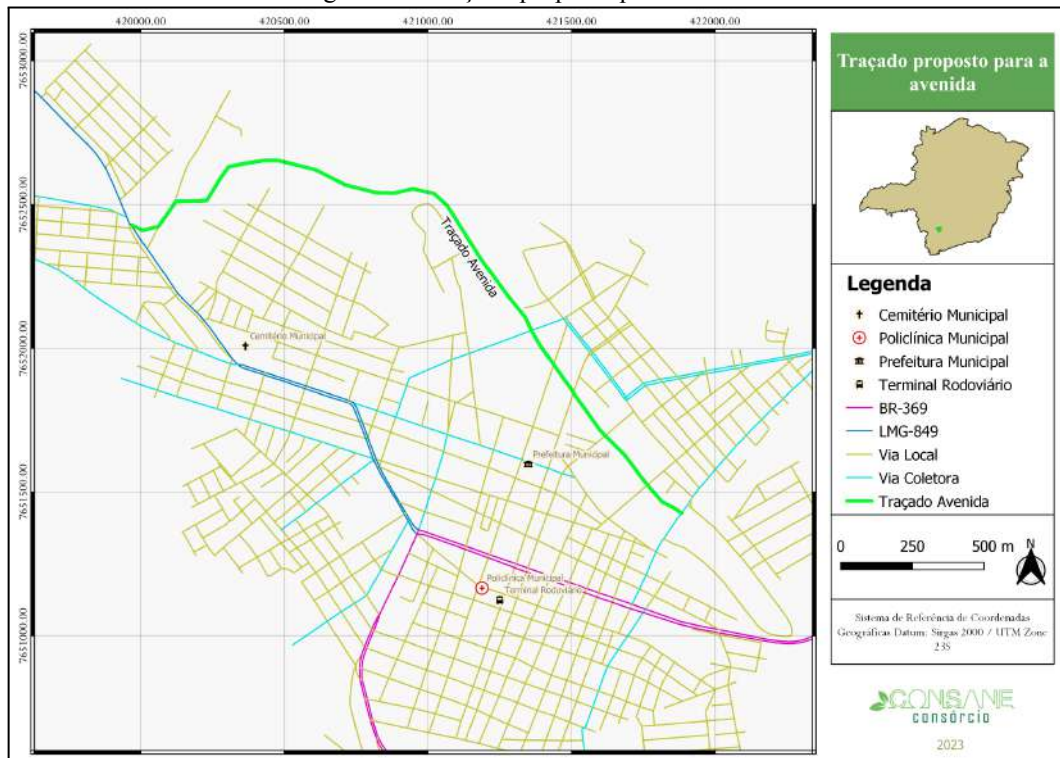 420000.00
420500.00
421000.00
421500.00
422000.00
7653000.00
7652500.00
7652000.00
7651500.00
7651000.00
Traçado Avenida
Cemitério Municipal
Prefeitura Municipal
Policlínica Municipal
Terminal Rodoviário
Traçado proposto para a
avenida
Legenda
Cemitério Municipal
Policlínica Municipal
Prefeitura Municipal
Terminal Rodoviário
BR-369
LMG-849
Via Local
Via Coletora
Traçado Avenida
0 250 500 m
N
Sistema de Referência de Coordenadas
Geográficas Datum: Sirgas 2000 / UTM Zone
23S
CONSANE
consórcio
2023